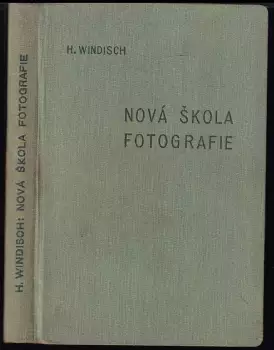 H. WINDISCH: NOVÁ ŠKOLA FOTOGRAFIE
H. WINDISCH
NOVÁ ŠKOLA
FOTOGRAFIE